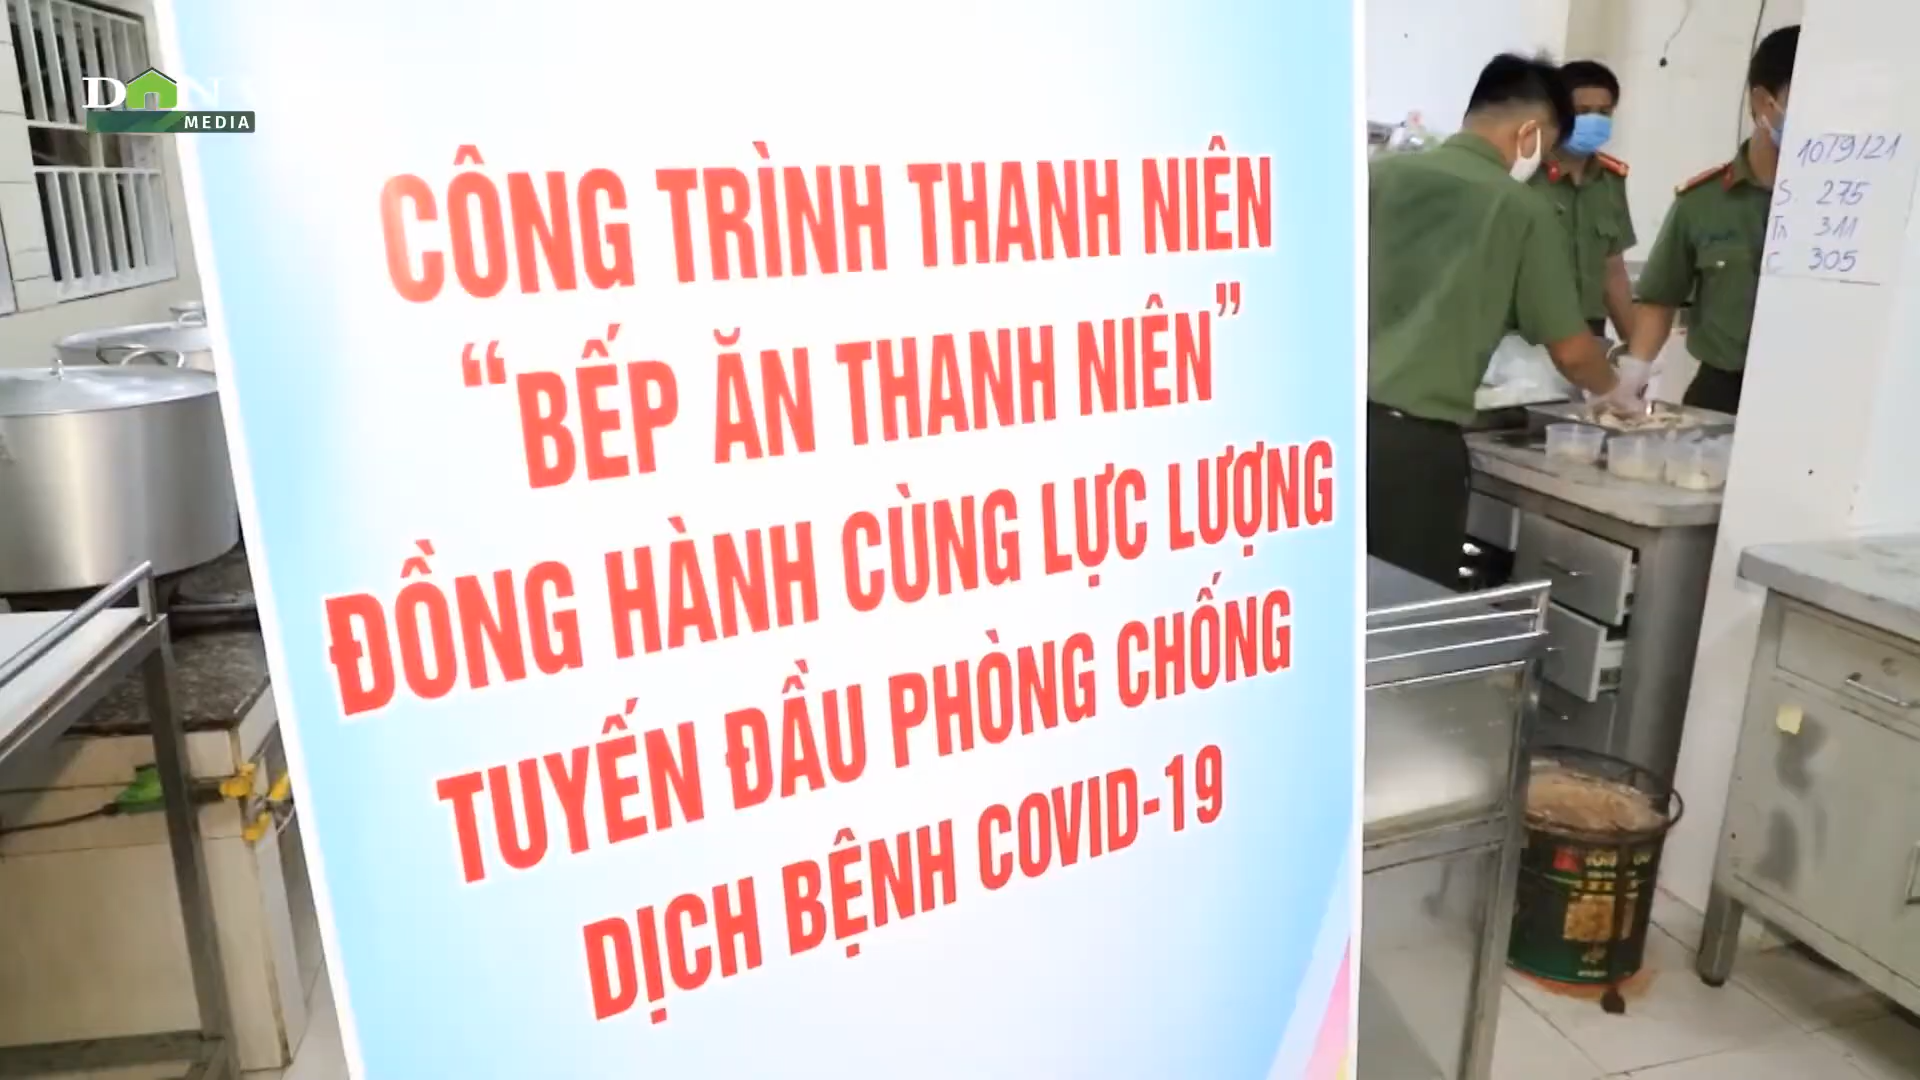 MEDIA
CÔNG TRÌNH THANH NIÊN
“BẾP ĂN THANH NIÊN”
ĐỒNG HÀNH CÙNG LỰC LƯỢNG
TUYẾN ĐẦU PHÒNG CHỐNG
DỊCH BỆNH COVID-19
10/9/21
S. 275
Tr 311
C 305